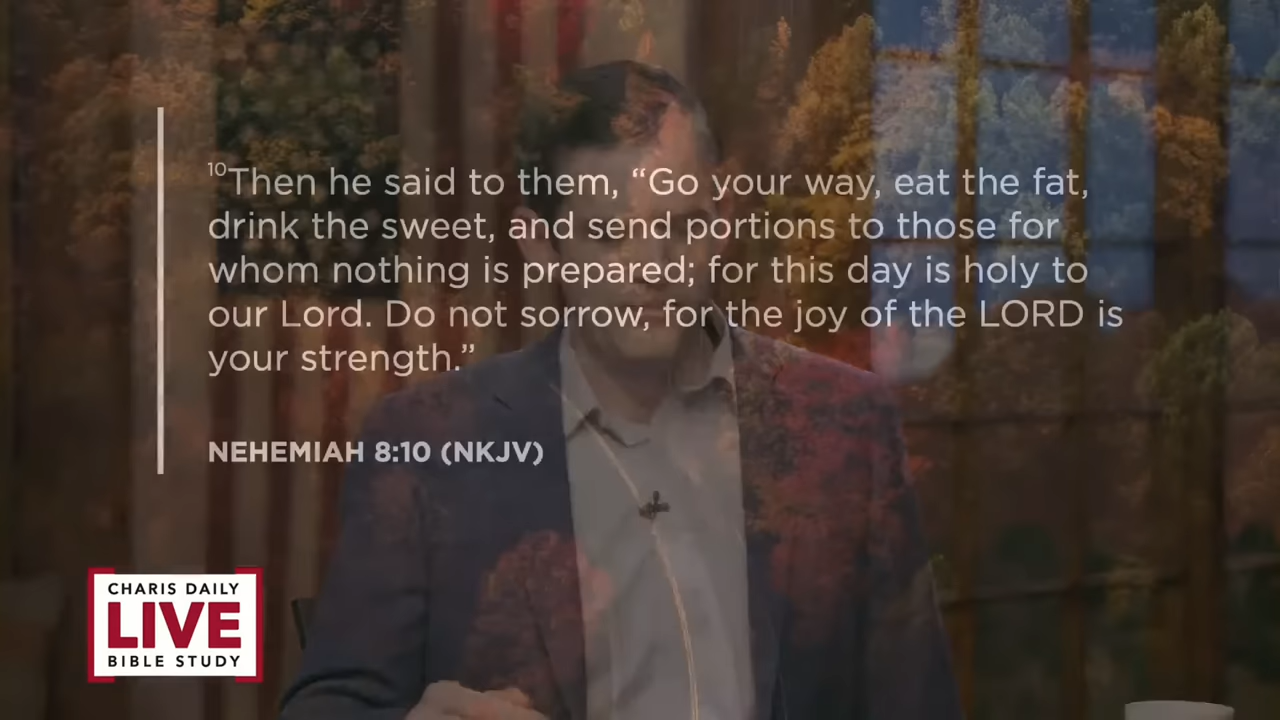 ¹⁰Then he said to them, “Go your way, eat the fat,
drink the sweet, and send portions to those for
whom nothing is prepared; for this day is holy to
our Lord. Do not sorrow, for the joy of the LORD is
your strength.”
NEHEMIAH 8:10 (NKJV)
CHARIS DAILY
LIVE
BIBLE STUDY